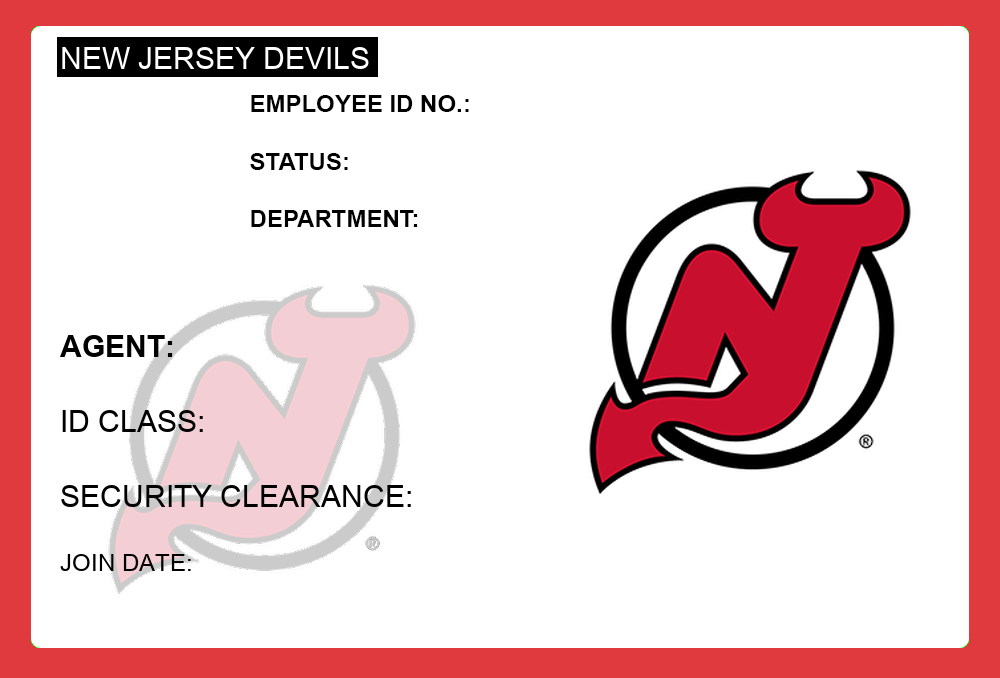 NEW JERSEY DEVILS
EMPLOYEE ID NO.:
STATUS:
DEPARTMENT:
AGENT:
ID CLASS:
SECURITY CLEARANCE:
JOIN DATE:
®
®